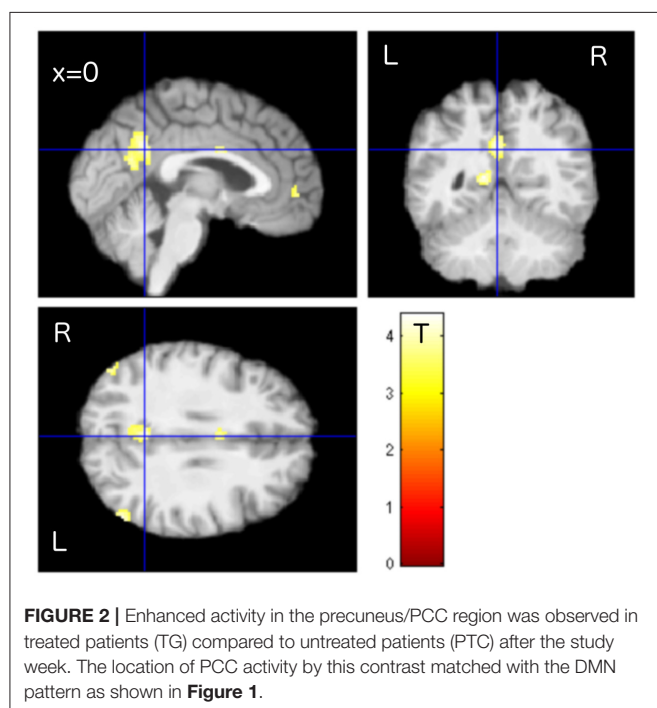 x=0
L R
R
L
T
4
3
2
1
0
FIGURE 2 | Enhanced activity in the precuneus/PCC region was observed in
treated patients (TG) compared to untreated patients (PTC) after the study
week. The location of PCC activity by this contrast matched with the DMN
pattern as shown in Figure 1.